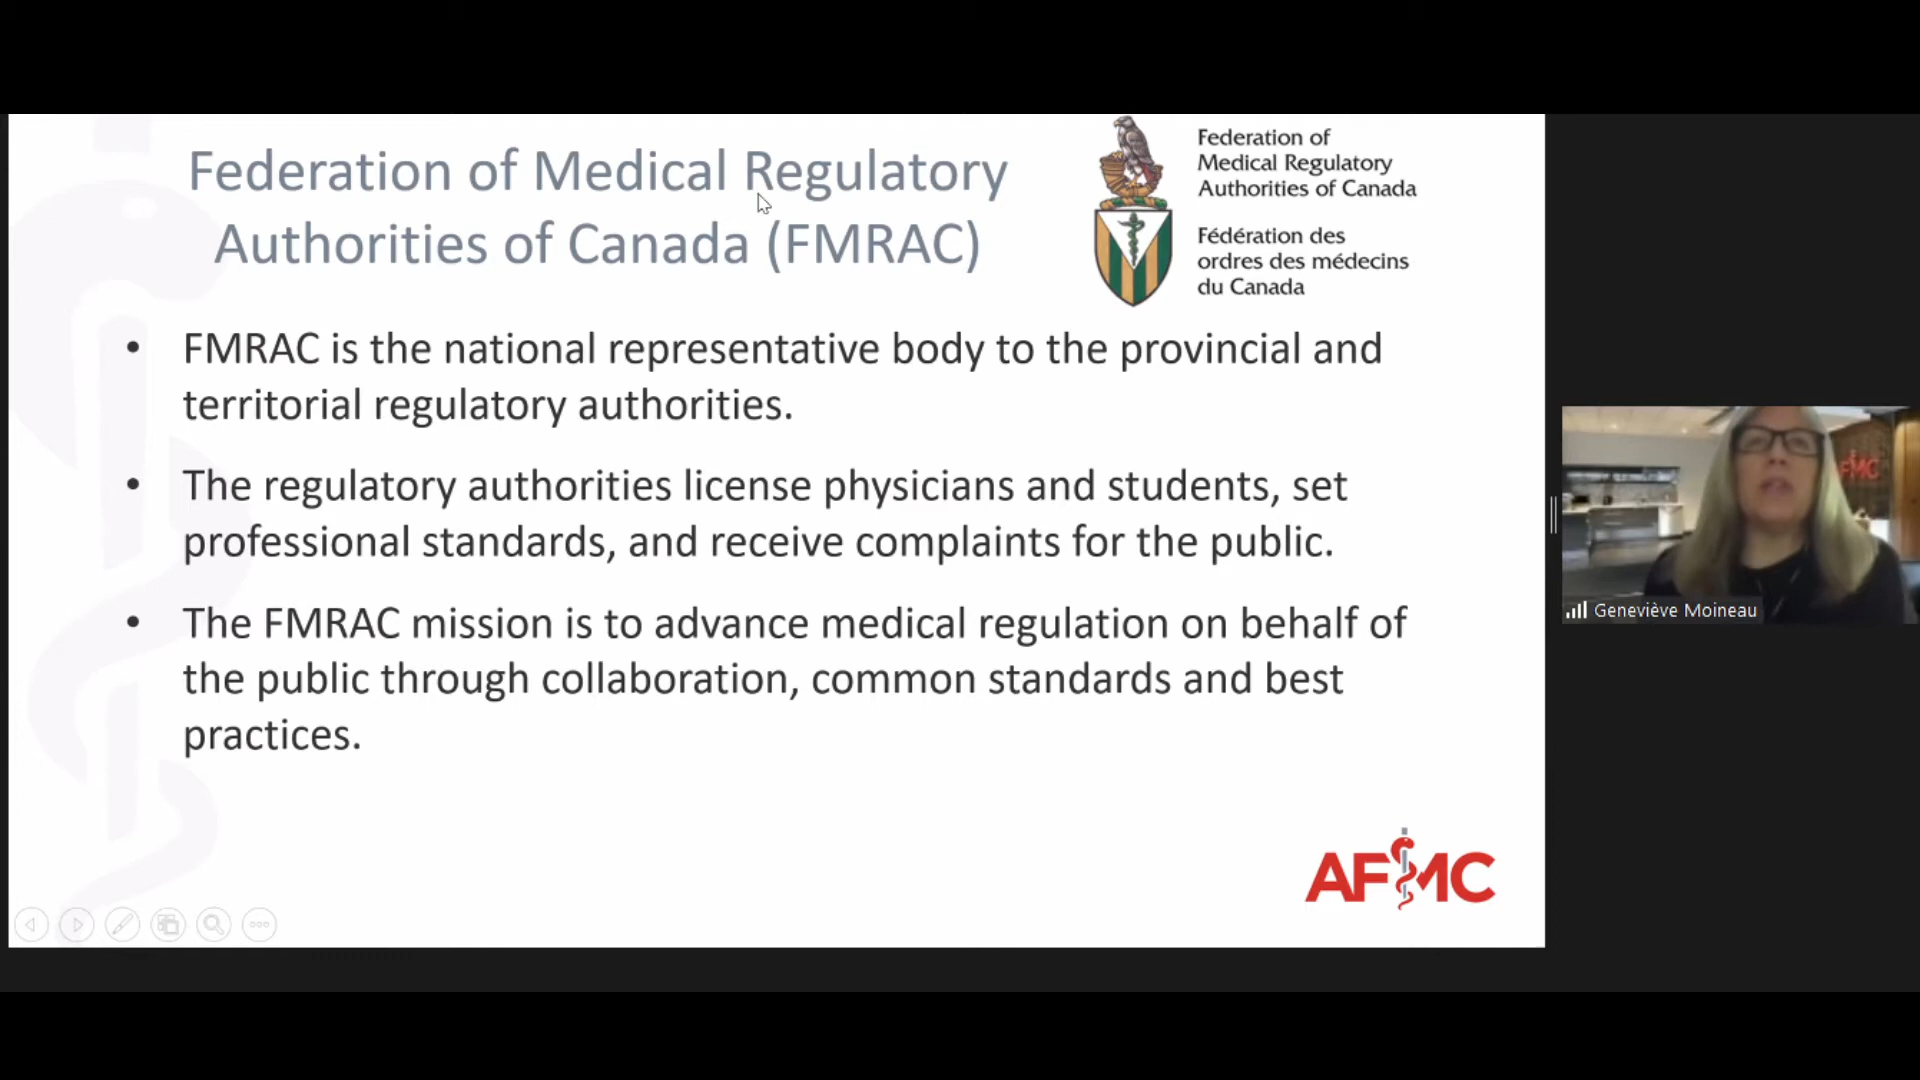 Federation of Medical Regulatory
Authorities of Canada (FMRAC)
Federation of
Medical Regulatory
Authorities of Canada
Fédération des
ordres des médecins
du Canada
• FMRAC is the national representative body to the provincial and
territorial regulatory authorities.
• The regulatory authorities license physicians and students, set
professional standards, and receive complaints for the public.
• The FMRAC mission is to advance medical regulation on behalf of
the public through collaboration, common standards and best
practices.
AFMC
AFMC
Geneviève Moineau